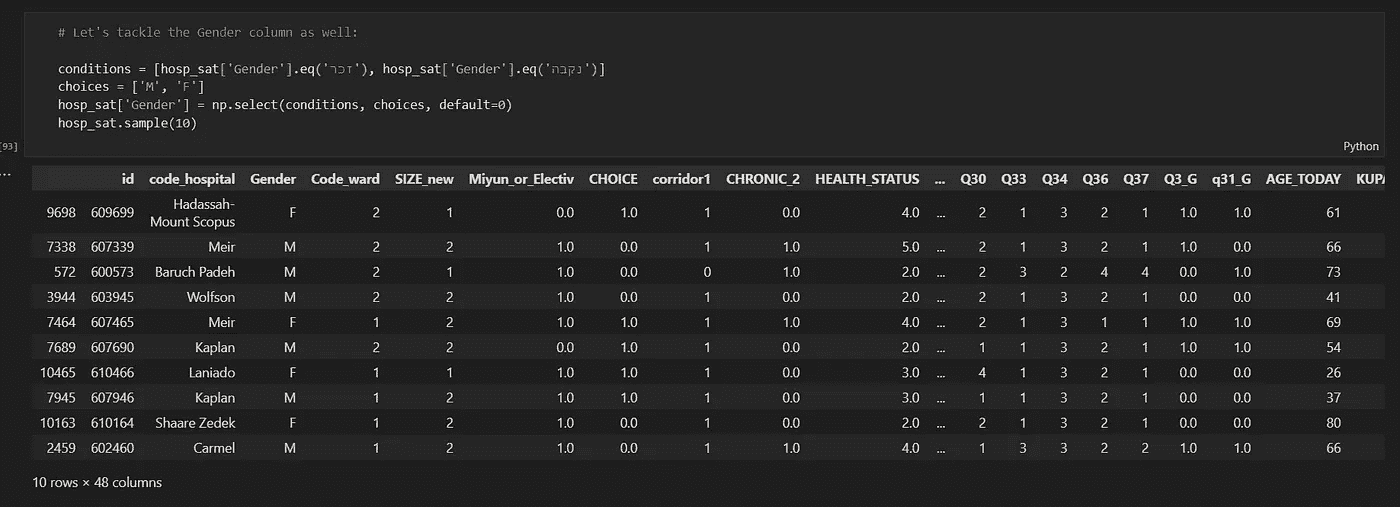 # Let's tackle the Gender column as well:
conditions = [hosp_sat['Gender'].eq('זכר'), hosp_sat['Gender'].eq('נקבה')]
choices = ['M', 'F']
hosp_sat['Gender'] = np.select(conditions, choices, default=0)
hosp_sat.sample(10)
[93]
Python
...
id code_hospital Gender Code_ward SIZE_new Miyun_or_Electiv CHOICE corridor1 CHRONIC_2 HEALTH_STATUS ... Q30 Q33 Q34 Q36 Q37 Q3_G q31_G AGE_TODAY KUPA
9698 609699 Hadassah-
Mount Scopus F 2 1 0.0 1.0 1 0.0 4.0 ... 2 1 3 2 1 1.0 1.0 61
7338 607339 Meir M 2 2 1.0 0.0 1 1.0 5.0 ... 2 1 3 2 1 1.0 0.0 66
572 600573 Baruch Padeh M 2 1 1.0 0.0 0 1.0 2.0 ... 2 3 2 4 4 0.0 1.0 73
3944 603945 Wolfson M 2 2 1.0 0.0 1 0.0 2.0 ... 2 1 3 2 1 0.0 0.0 41
7464 607465 Meir F 1 2 1.0 1.0 1 0.0 4.0 ... 2 1 3 1 1 1.0 1.0 69
7689 607690 Kaplan M 2 2 0.0 1.0 1 0.0 2.0 ... 1 1 3 2 1 1.0 1.0 54
10465 610466 Laniado F 1 1 1.0 1.0 1 0.0 3.0 ... 4 1 3 2 1 0.0 0.0 26
7945 607946 Kaplan M 1 2 1.0 1.0 1 0.0 3.0 ... 1 1 3 2 1 0.0 0.0 37
10163 610164 Shaare Zedek F 1 2 1.0 0.0 1 0.0 2.0 ... 2 1 3 2 1 0.0 0.0 80
2459 602460 Carmel M 1 2 1.0 0.0 1 1.0 4.0 ... 1 3 3 2 2 1.0 1.0 66
10 rows × 48 columns